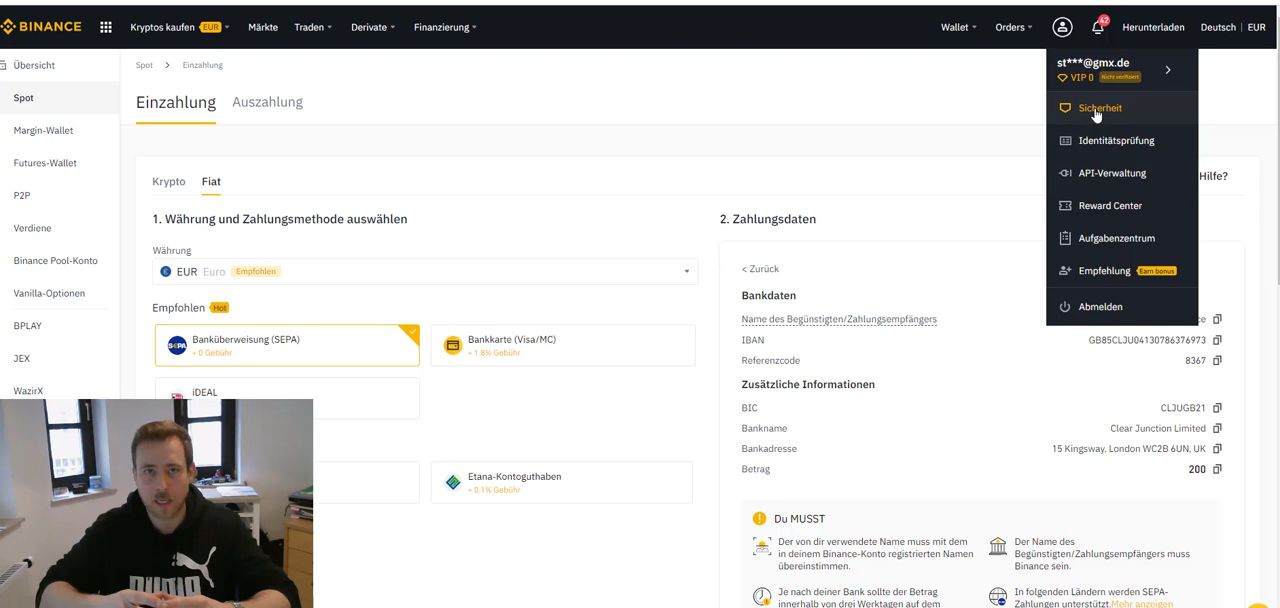 BINANCE
Kryptos kaufen EUR
Märkte
Traden
Derivate
Finanzierung
Wallet
Orders
42
Herunterladen
Deutsch | EUR
Übersicht
Spot
Margin-Wallet
Futures-Wallet
P2P
Verdiene
Binance Pool-Konto
Vanilla-Optionen
BPLAY
JEX
WazirX
Spot > Einzahlung
Einzahlung
Auszahlung
Krypto
Fiat
1. Währung und Zahlungsmethode auswählen
Währung
EUR Euro Empfohlen
Empfohlen Hot
SEPA
Banküberweisung (SEPA)
+ 0 Gebühr
Bankkarte (Visa/MC)
+ 1.8% Gebühr
iDEAL
Etana-Kontoguthaben
+ 0.1% Gebühr
2. Zahlungsdaten
< Zurück
Bankdaten
Name des Begünstigten/Zahlungsempfängers
IBAN GB85CLJU04130786376973
Referenzcode 8367
Zusätzliche Informationen
BIC CLJUGB21
Bankname Clear Junction Limited
Bankadresse 15 Kingsway, London WC2B 6UN, UK
Betrag 200
Du MUSST
Der von dir verwendete Name muss mit dem
in deinem Binance-Konto registrierten Namen
übereinstimmen.
Der Name des
Begünstigten/Zahlungsempfängers muss
Binance sein.
Je nach deiner Bank sollte der Betrag
innerhalb von drei Werktagen auf dem
In folgenden Ländern werden SEPA-
Zahlungen unterstützt.Mehr anzeigen
st***@gmx.de
VIP 0 Nicht verifiziert
Sicherheit
Identitätsprüfung
API-Verwaltung
Reward Center
Aufgabenzentrum
Empfehlung Earn bonus
Abmelden
Hilfe?
PUMA